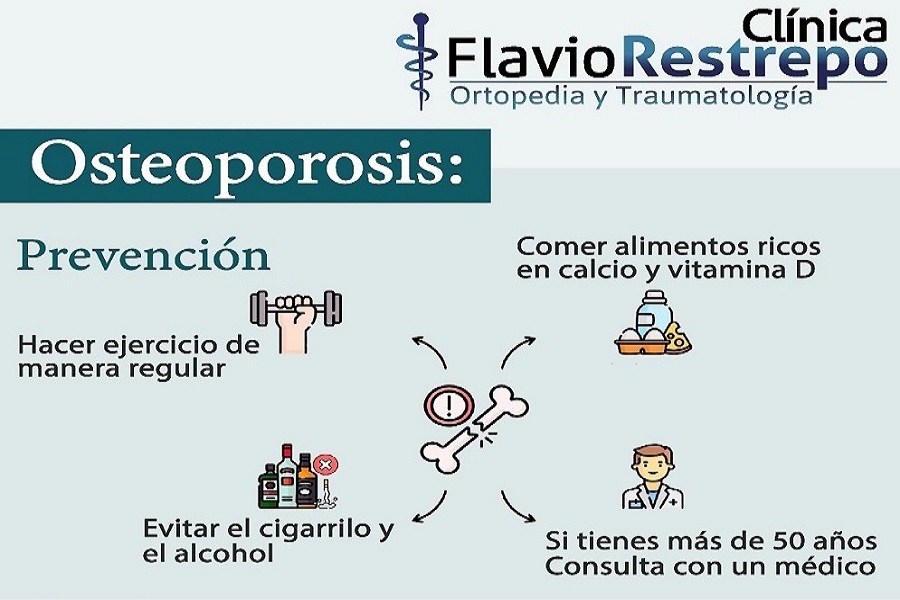 Clínica
FlavioRestrepo
Ortopedia y Traumatología
Osteoporosis:
Prevención
Hacer ejercicio de
manera regular
Comer alimentos ricos
en calcio y vitamina D
Evitar el cigarrilo y
el alcohol
Si tienes más de 50 años
Consulta con un médico